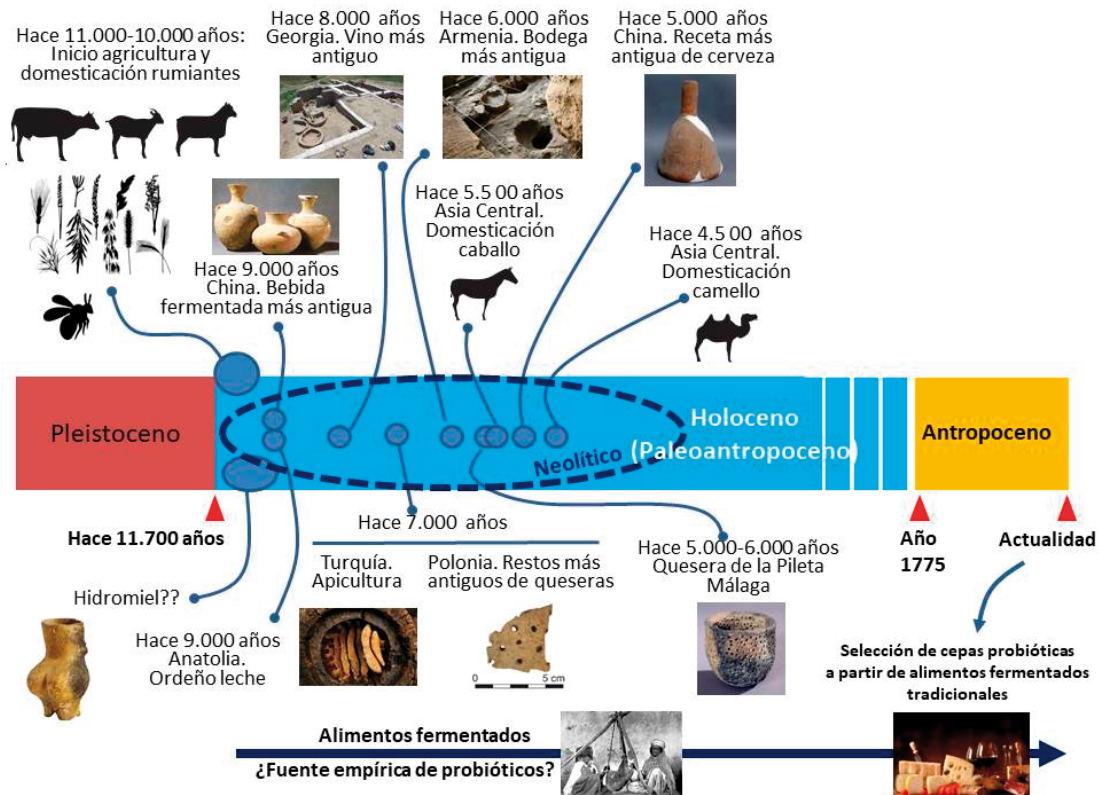 Hace 11.000-10.000 años:
Inicio agricultura y
domesticación rumiantes
Hace 8.000 años
Georgia. Vino más
antiguo
Hace 6.000 años
Armenia. Bodega
más antigua
Hace 5.000 años
China. Receta más
antigua de cerveza
Hace 9.000 años
China. Bebida
fermentada más antigua
Hace 5.500 años
Asia Central.
Domesticación
caballo
Hace 4.500 años
Asia Central.
Domesticación
camello
Pleistoceno
Neolítico
Holoceno
(Paleoantropoceno)
Antropoceno
Hace 11.700 años
Año
1775
Actualidad
Hidromiel??
Hace 9.000 años
Anatolia.
Ordeño leche
Hace 7.000 años
Turquía.
Apicultura
Polonia. Restos más
antiguos de queseras
0 5 cm
Hace 5.000-6.000 años
Quesera de la Pileta
Málaga
Selección de cepas probióticas
a partir de alimentos fermentados
tradicionales
Alimentos fermentados
¿Fuente empírica de probióticos?